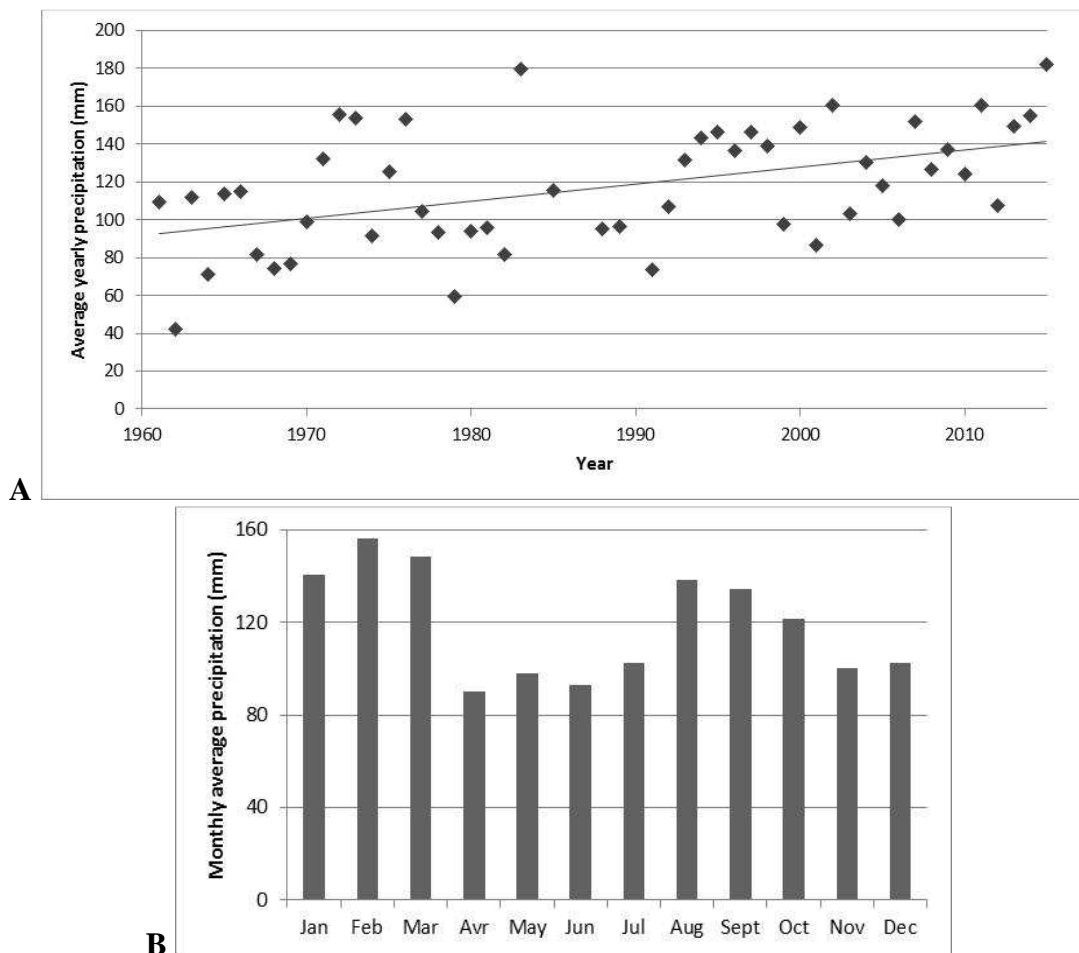 200
180
160
140
120
100
80
60
40
20
0
Average yearly precipitation (mm)
1960 1970 1980 1990 2000 2010
Year
A
160
120
80
40
0
Monthly average precipitation (mm)
Jan Feb Mar Avr May Jun Jul Aug Sept Oct Nov Dec
B